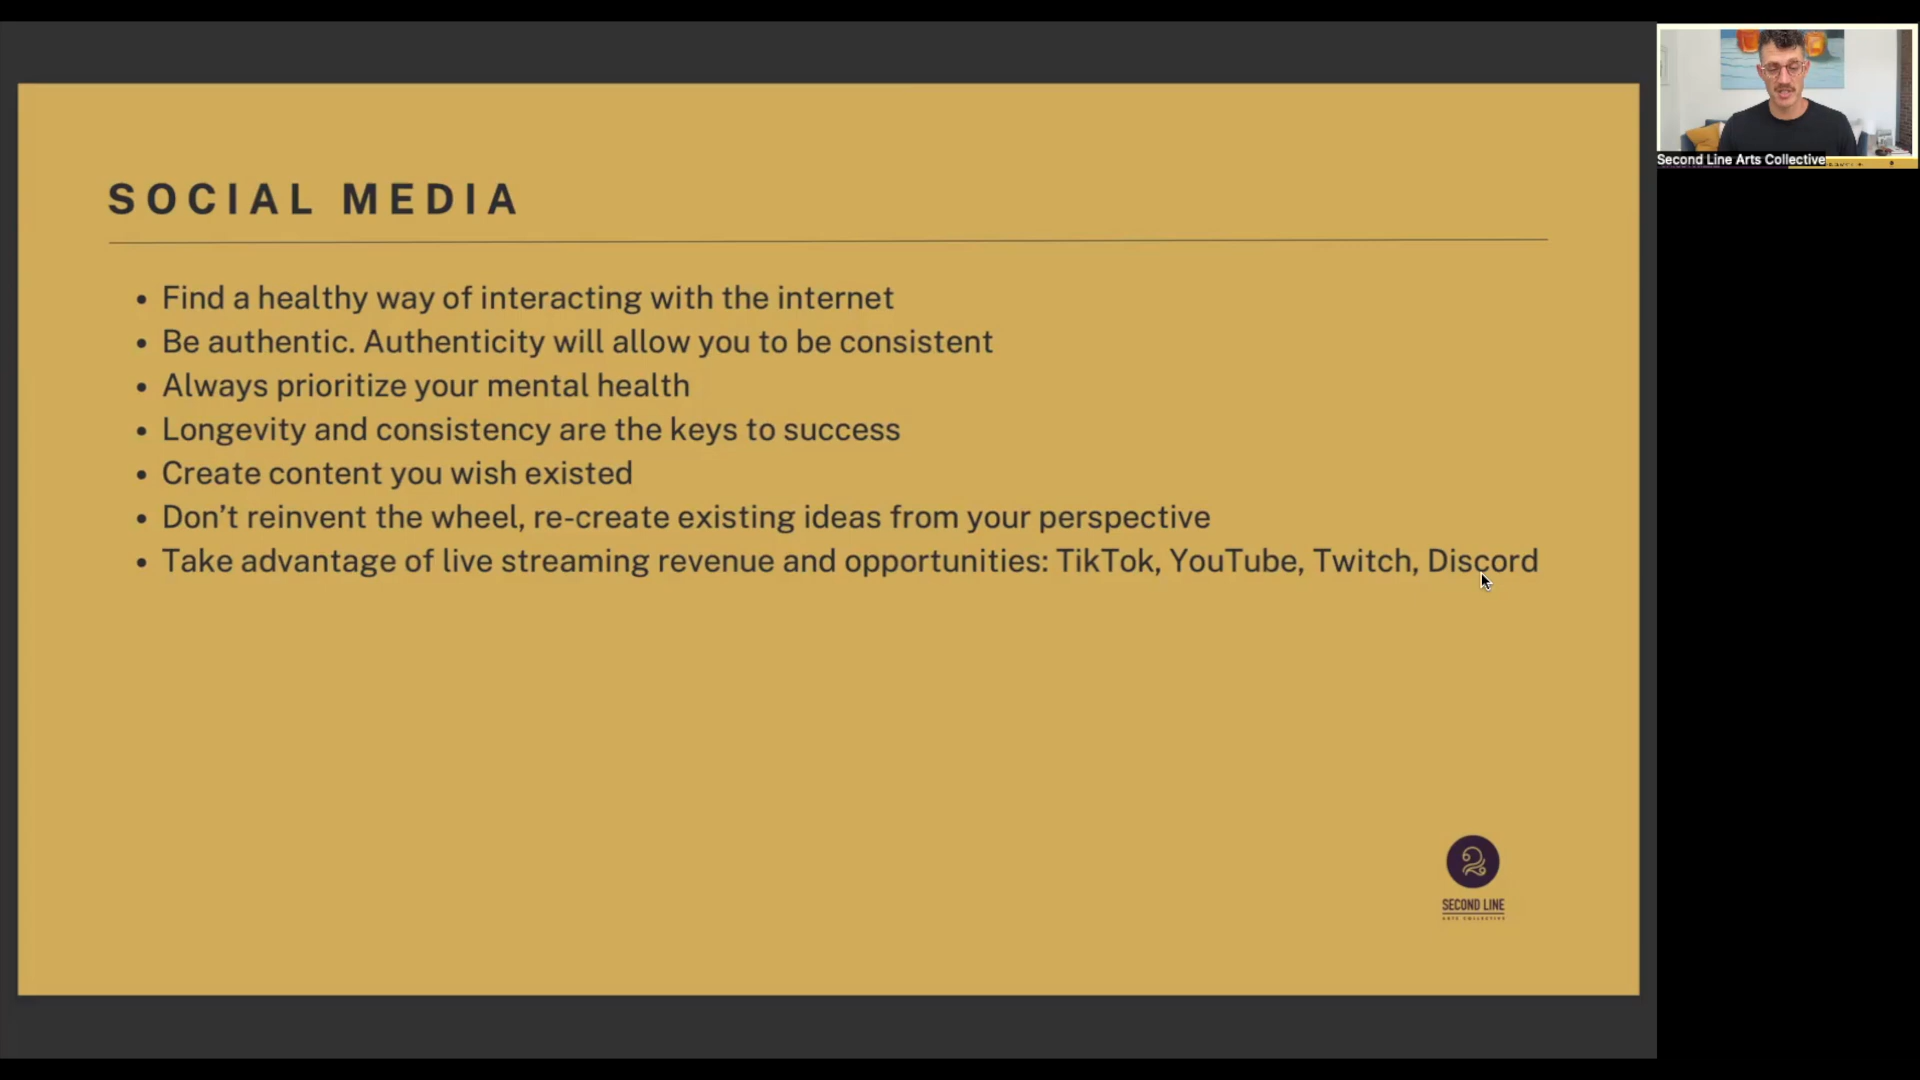 SOCIAL MEDIA
• Find a healthy way of interacting with the internet
• Be authentic. Authenticity will allow you to be consistent
• Always prioritize your mental health
• Longevity and consistency are the keys to success
• Create content you wish existed
• Don’t reinvent the wheel, re-create existing ideas from your perspective
• Take advantage of live streaming revenue and opportunities: TikTok, YouTube, Twitch, Discord
SECOND LINE
ARTS COLLECTIVE
Second Line Arts Collective